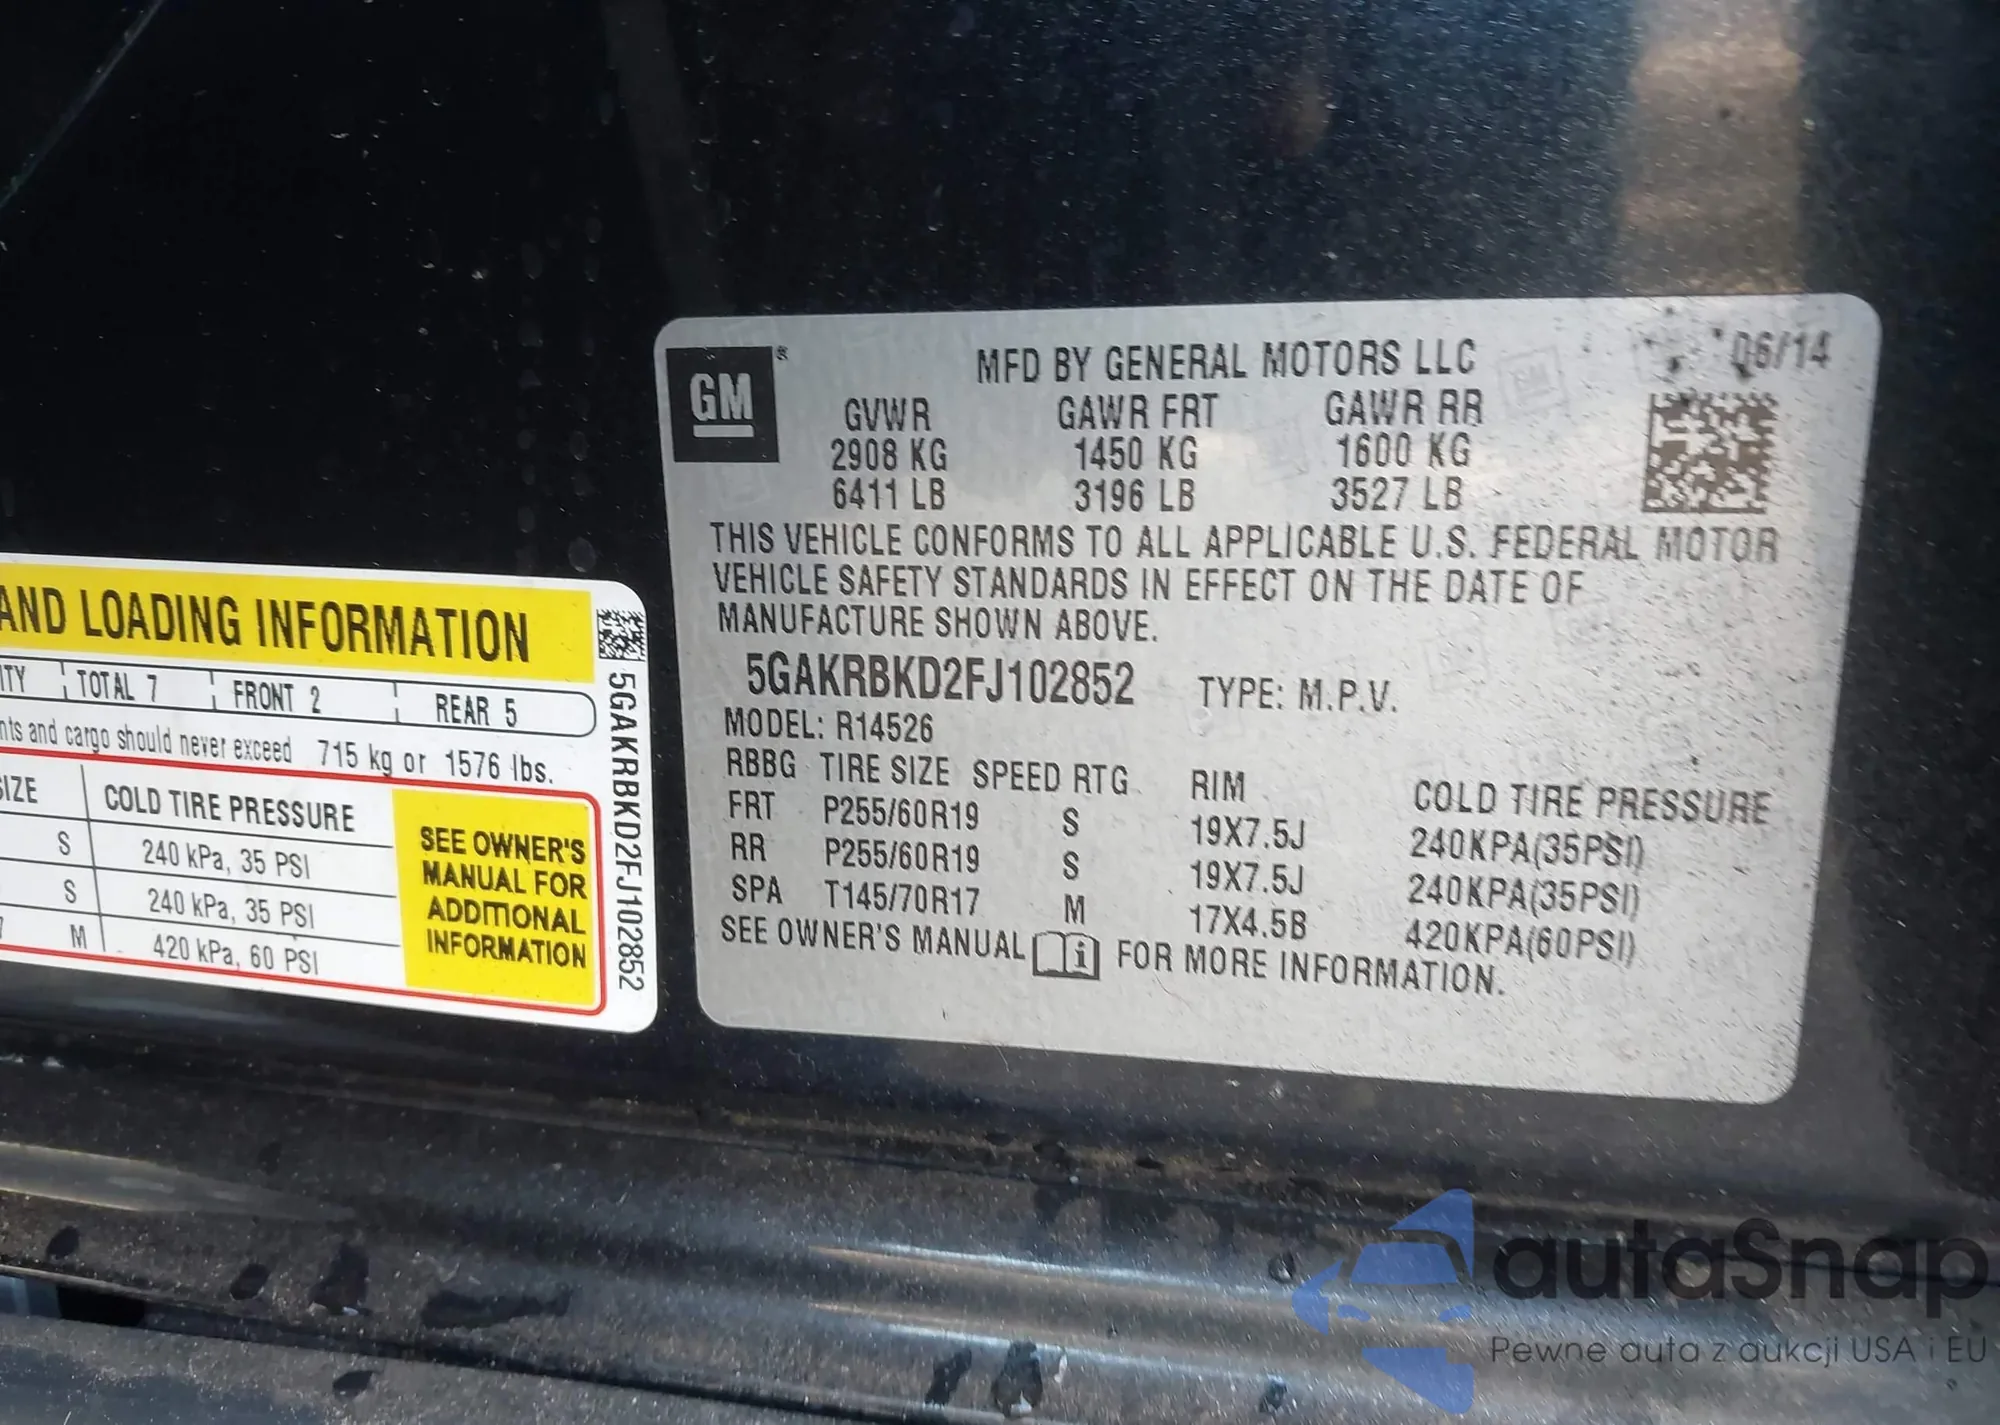 AND LOADING INFORMATION
TOTAL 7 FRONT 2 REAR 5
and cargo should never exceed 715 kg or 1576 lbs.
COLD TIRE PRESSURE
S 240 kPa, 35 PSI
S 240 kPa, 35 PSI
M 420 kPa, 60 PSI
SEE OWNER'S
MANUAL FOR
ADDITIONAL
INFORMATION
5GAKRBKD2FJ102852
GM ®
MFD BY GENERAL MOTORS LLC 06/14
GVWR GAWR FRT GAWR RR
2908 KG 1450 KG 1600 KG
6411 LB 3196 LB 3527 LB
THIS VEHICLE CONFORMS TO ALL APPLICABLE U.S. FEDERAL MOTOR
VEHICLE SAFETY STANDARDS IN EFFECT ON THE DATE OF
MANUFACTURE SHOWN ABOVE.
5GAKRBKD2FJ102852 TYPE: M.P.V.
MODEL: R14526
RBBG TIRE SIZE SPEED RTG RIM COLD TIRE PRESSURE
FRT P255/60R19 S 19X7.5J 240KPA(35PSI)
RR P255/60R19 S 19X7.5J 240KPA(35PSI)
SPA T145/70R17 M 17X4.5B 420KPA(60PSI)
SEE OWNER'S MANUAL FOR MORE INFORMATION.
autaSnap
Pewne auta z aukcji USA i EU